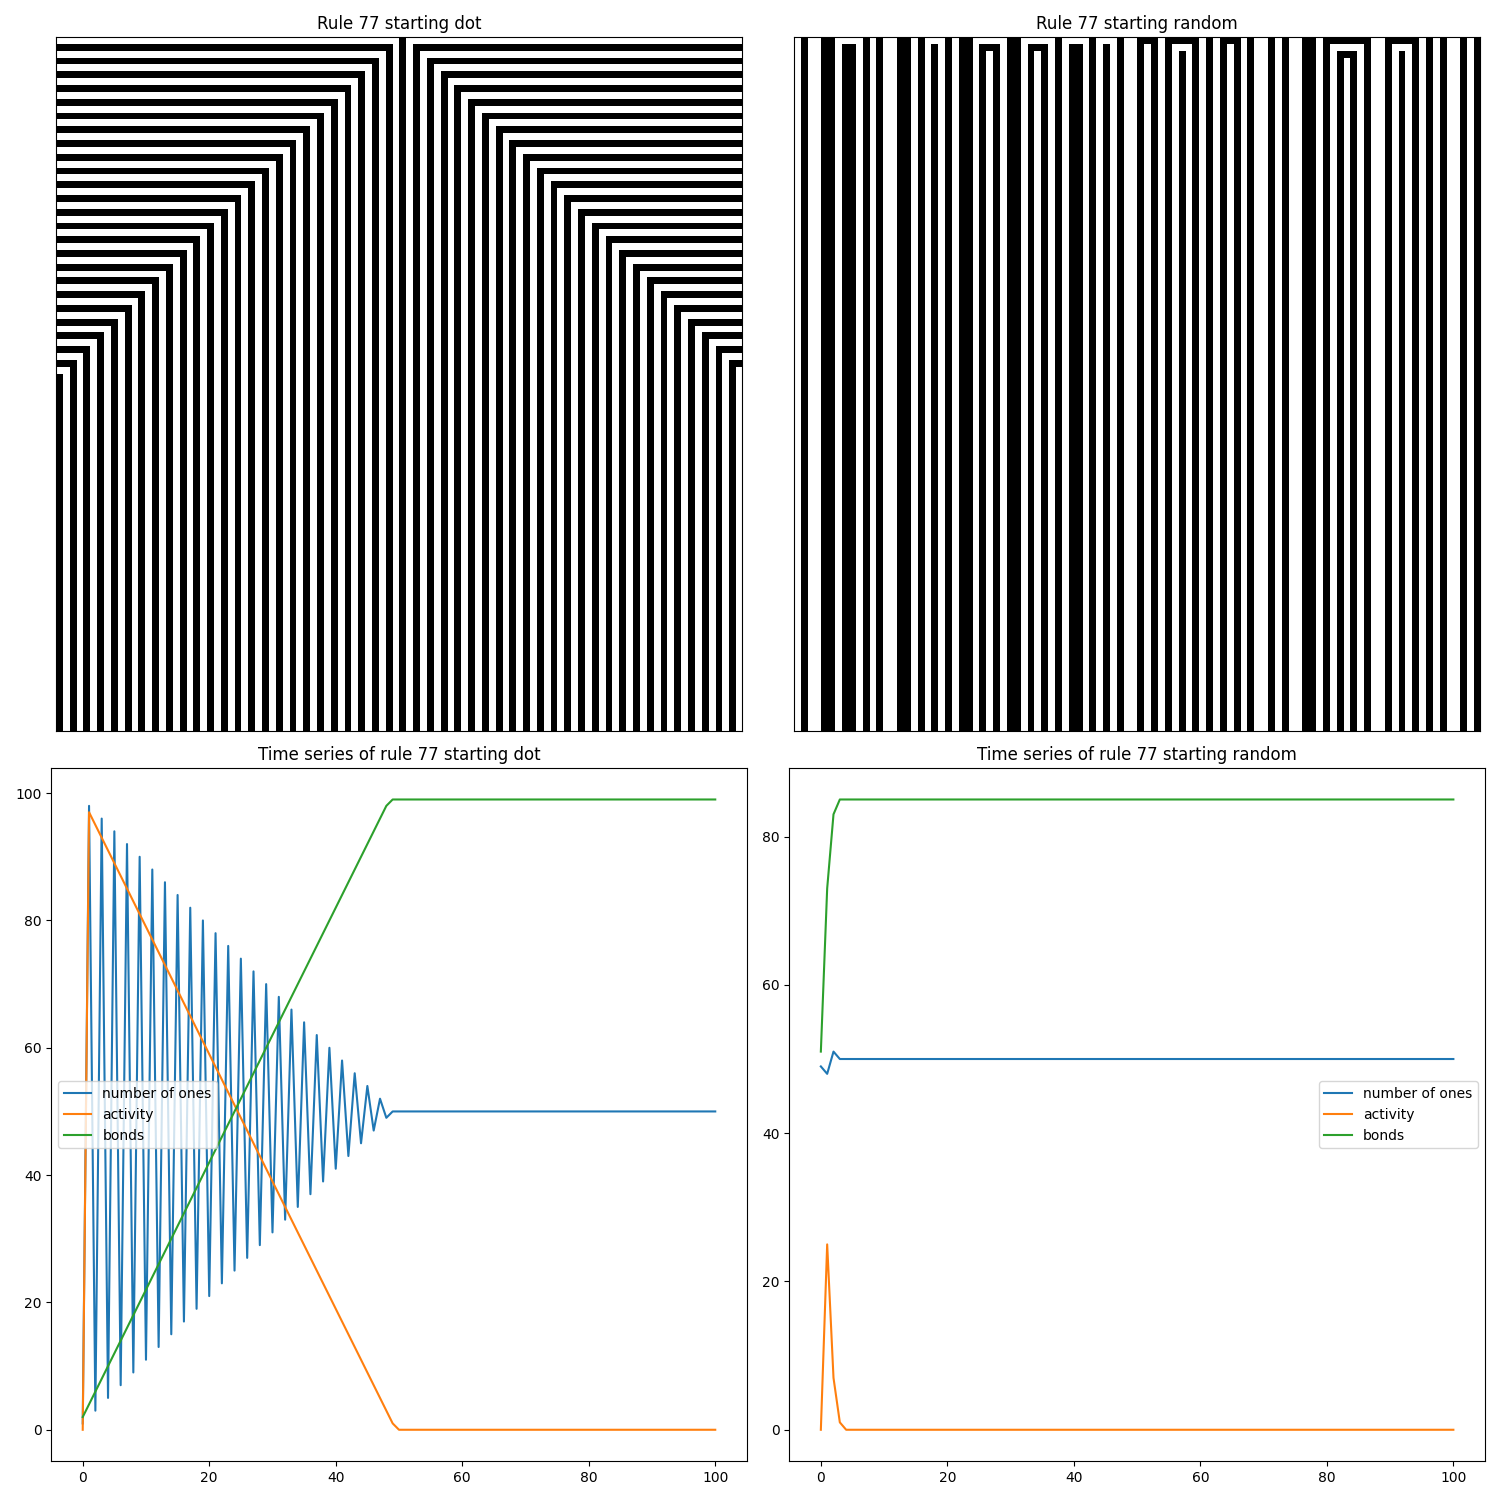 Rule 77 starting dot
Rule 77 starting random
Time series of rule 77 starting dot
100
80
60
40
20
0
number of ones
activity
bonds
0
20
40
60
80
100
Time series of rule 77 starting random
80
60
40
20
0
number of ones
activity
bonds
0
20
40
60
80
100